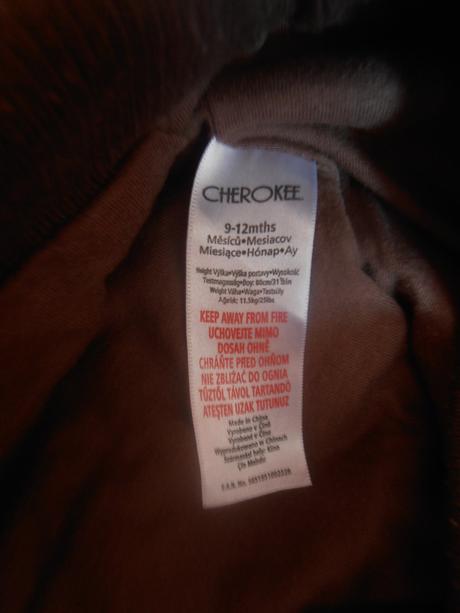 CHEROKEE
9-12mths
Měsíců•Mesiacov
Miesiące•Hónap•Ay
Height Výška•Výška postavy•Wysokość
Testmagasság•Boy: 80cm/31½in
Weight Váha•Waga•Testsúly
Ağırlık: 11.5kg/25lbs
KEEP AWAY FROM FIRE
UCHOVEJTE MIMO
DOSAH OHNĚ
CHRÁŇTE PRED OHŇOM
NIE ZBLIŻAĆ DO OGNIA
TŰZTŐL TÁVOL TARTANDÓ
ATEŞTEN UZAK TUTUNUZ
Made in China
Vyrobeno v Číně
Vyrobené v Číne
Wyprodukowano w Chinach
Származási hely: Kína
Çin Malıdır
E.A.N. No.